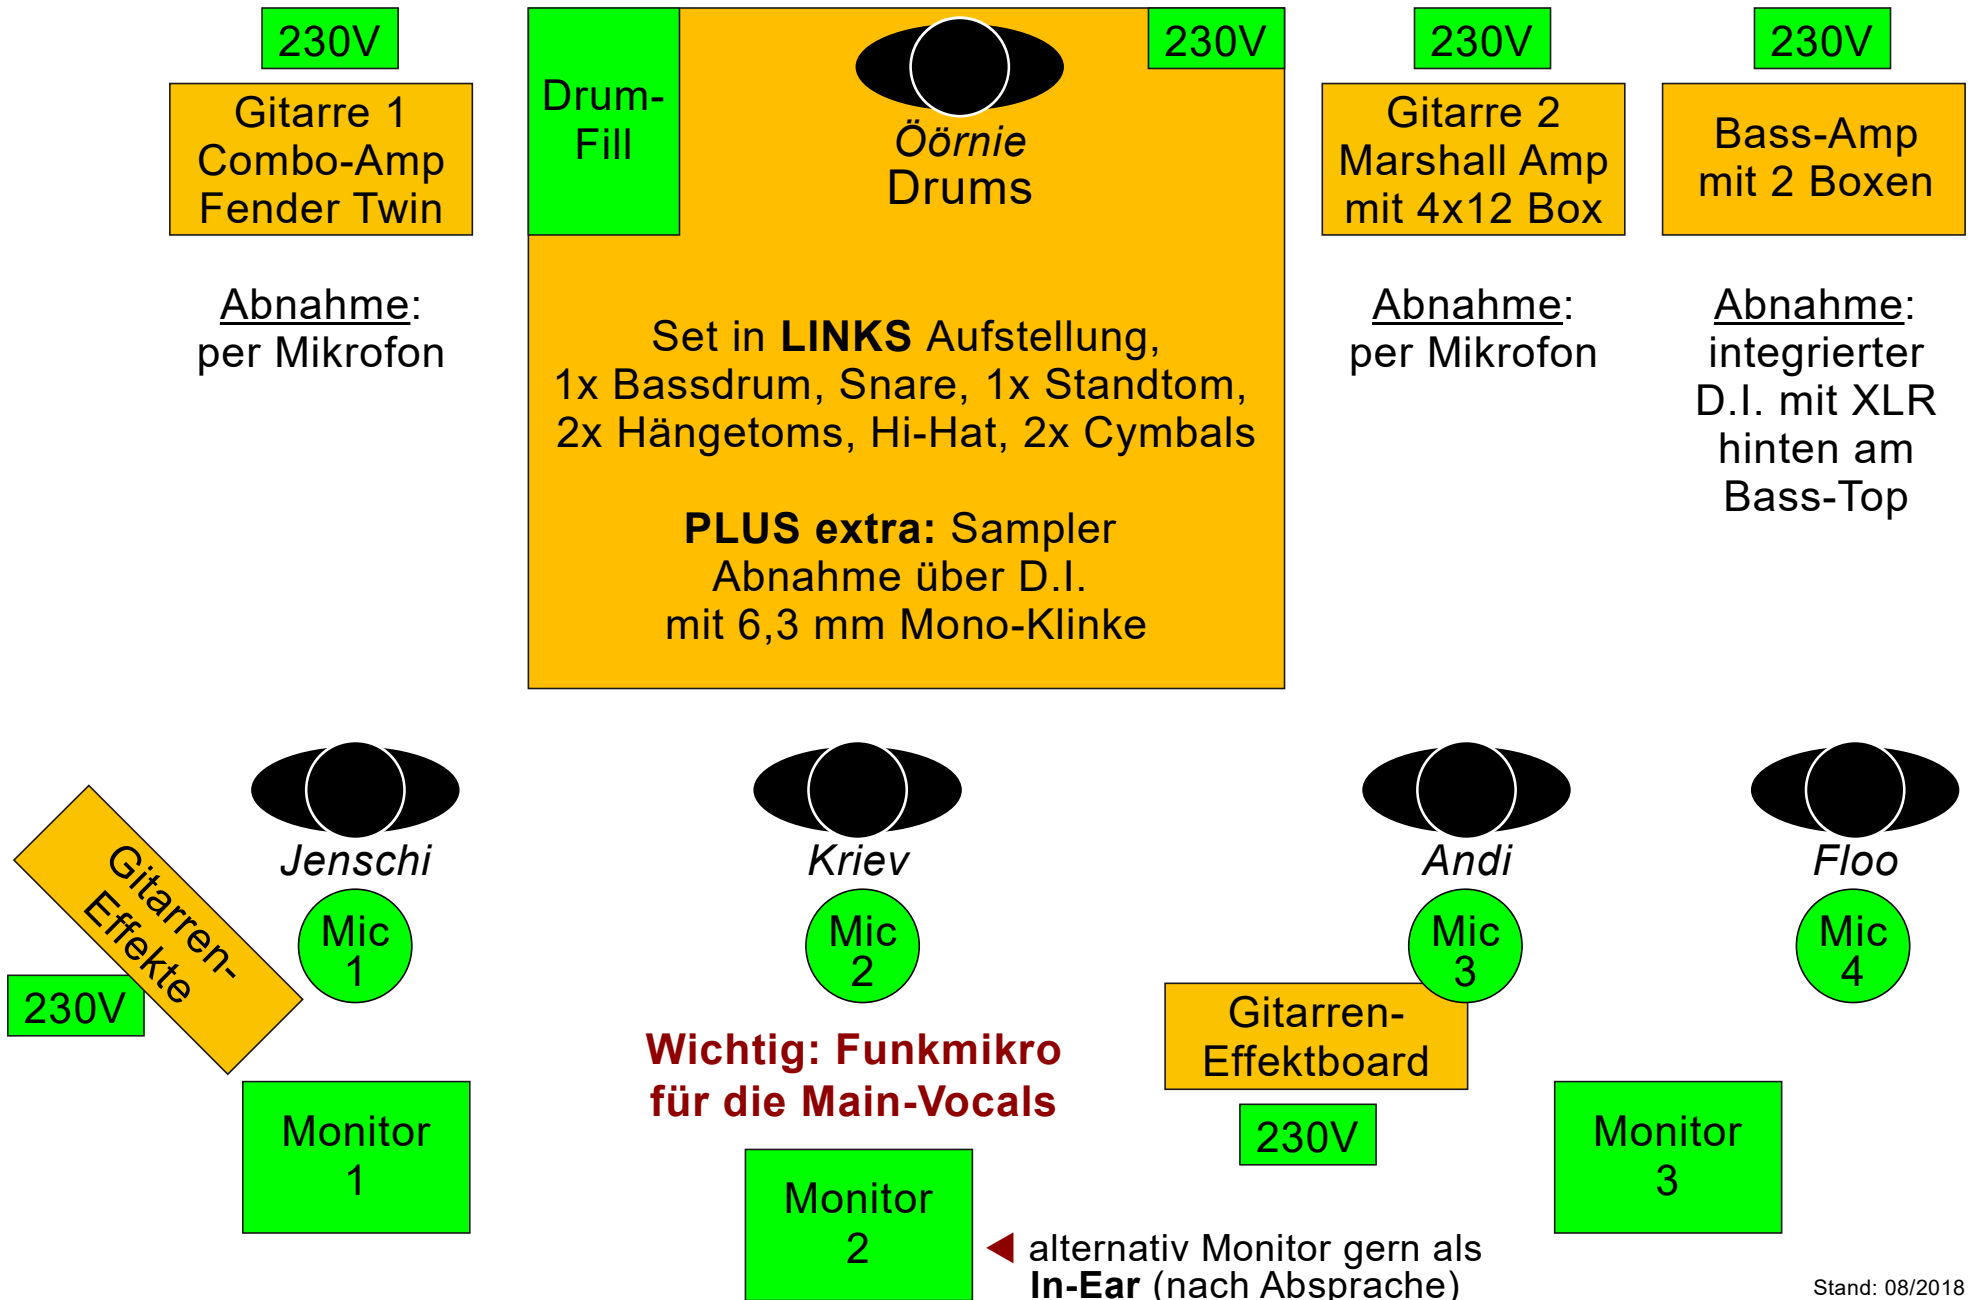 230V
Gitarre 1
Combo-Amp
Fender Twin
Abnahme:
per Mikrofon
Drum-
Fill
Öörnie
Drums
230V
Set in LINKS Aufstellung,
1x Bassdrum, Snare, 1x Standtom,
2x Hängetoms, Hi-Hat, 2x Cymbals
PLUS extra: Sampler
Abnahme über D.I.
mit 6,3 mm Mono-Klinke
230V
Gitarre 2
Marshall Amp
mit 4x12 Box
Abnahme:
per Mikrofon
230V
Bass-Amp
mit 2 Boxen
Abnahme:
integrierter
D.I. mit XLR
hinten am
Bass-Top
Jenschi
Mic
1
Gitarren-
Effekte
230V
Monitor
1
Kriev
Mic
2
Wichtig: Funkmikro
für die Main-Vocals
Monitor
2
alternativ Monitor gern als
In-Ear (nach Absprache)
Andi
Mic
3
Gitarren-
Effektboard
230V
Floo
Mic
4
Monitor
3
Stand: 08/2018